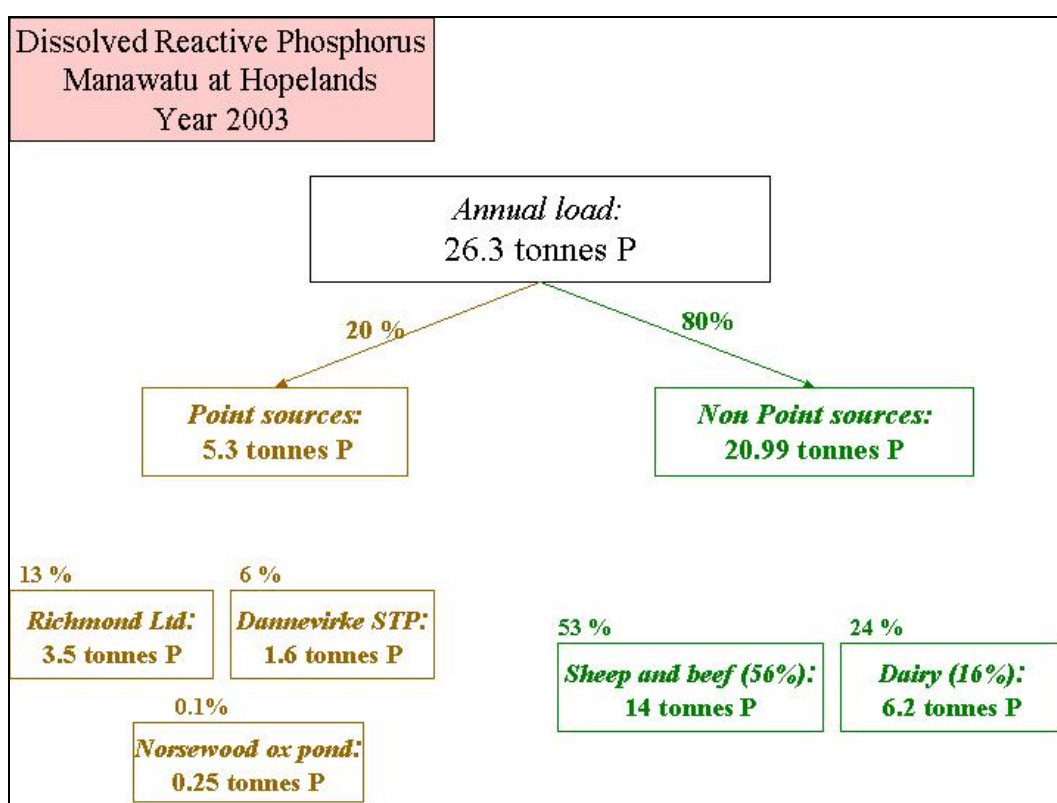 Dissolved Reactive Phosphorus
Manawatu at Hopelands
Year 2003
Annual load:
26.3 tonnes P
20 %
80%
Point sources:
5.3 tonnes P
Non Point sources:
20.99 tonnes P
13 %
6 %
Richmond Ltd:
3.5 tonnes P
Dannevirke STP:
1.6 tonnes P
0.1%
Norsewood ox pond:
0.25 tonnes P
53 %
24 %
Sheep and beef (56%):
14 tonnes P
Dairy (16%):
6.2 tonnes P